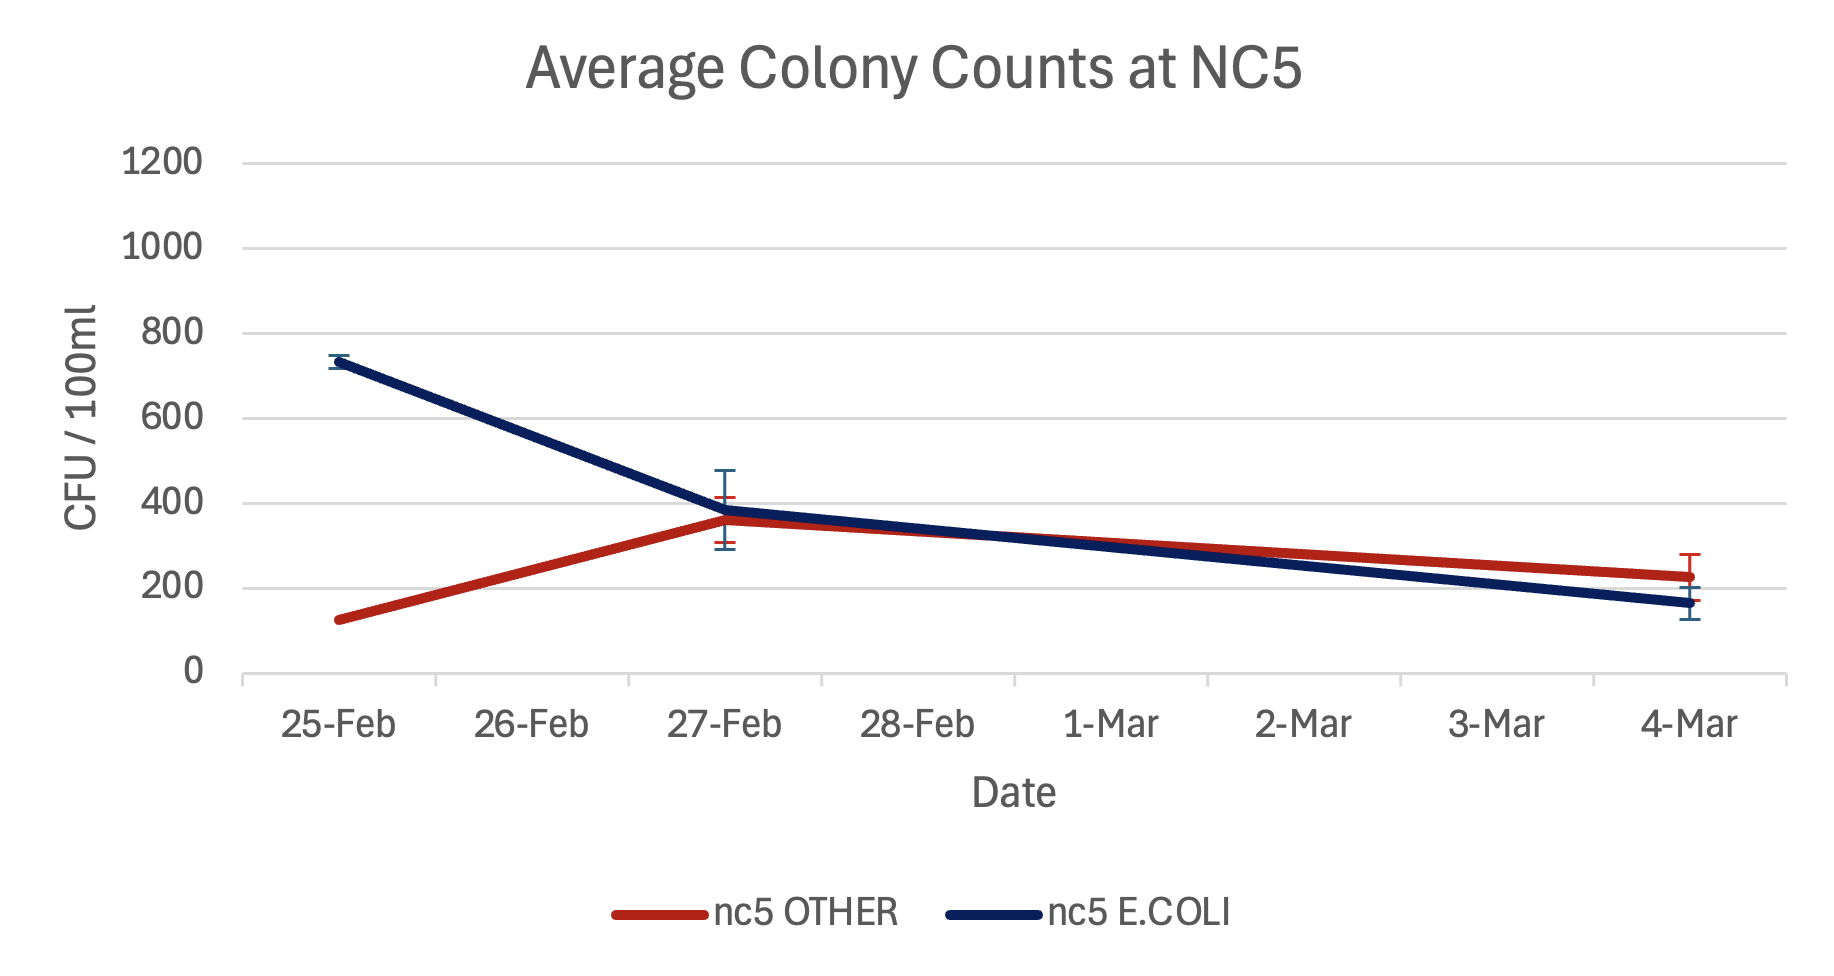 Average Colony Counts at NC5
1200
1000
800
600
400
200
0
CFU / 100ml
25-Feb 26-Feb 27-Feb 28-Feb 1-Mar 2-Mar 3-Mar 4-Mar
Date
nc5 OTHER nc5 E.COLI